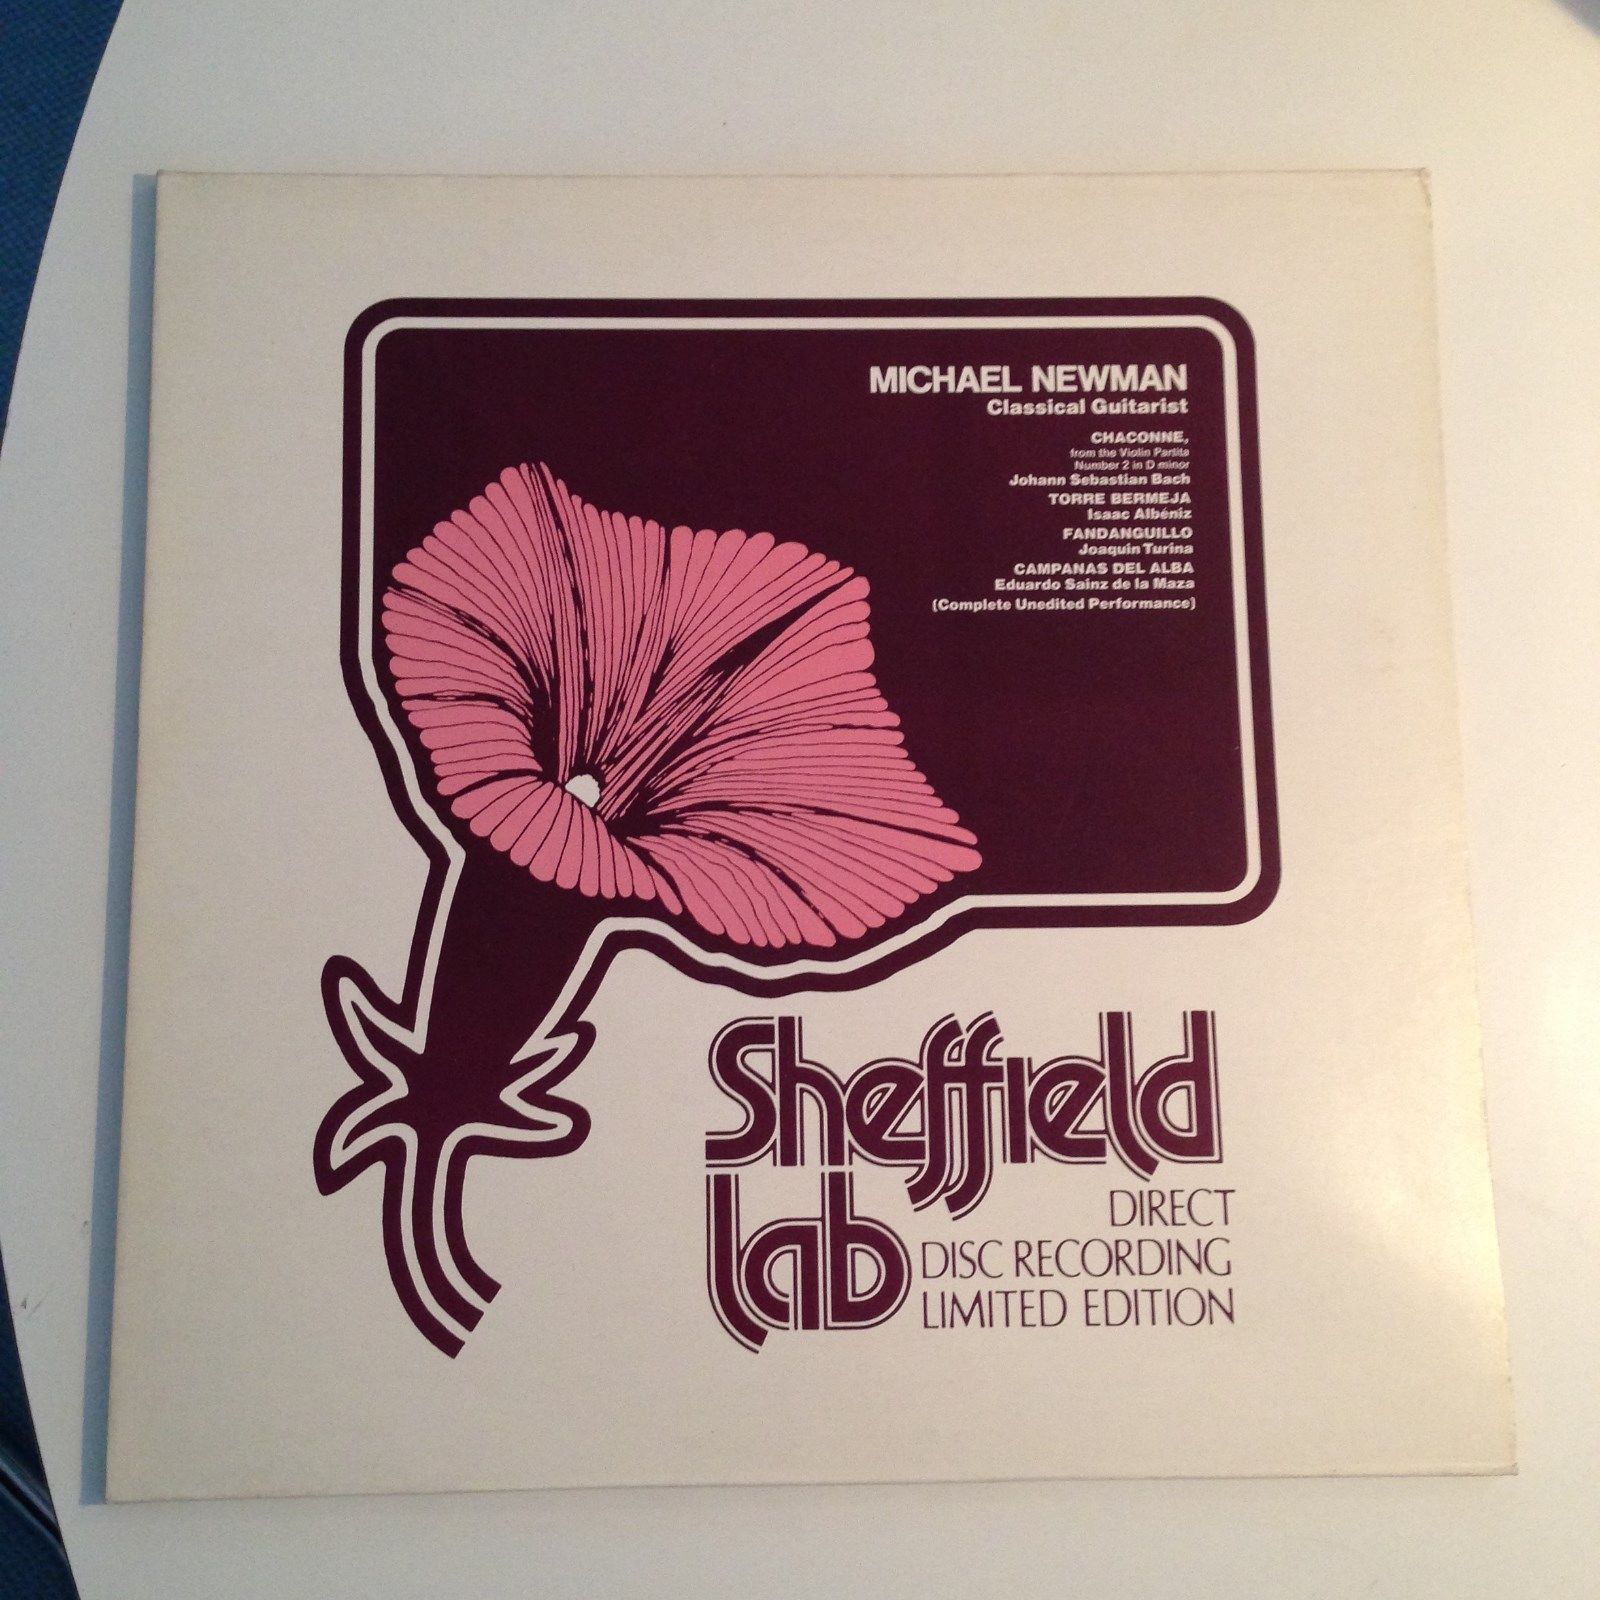 MICHAEL NEWMAN
Classical Guitarist
CHACONNE,
from the Violin Partita
Number 2 in D minor
Johann Sebastian Bach
TORRE BERMEJA
Isaac Albéniz
FANDANGUILLO
Joaquin Turina
CAMPANAS DEL ALBA
Eduardo Sainz de la Maza
(Complete Unedited Performance)
Sheffield
lab
DIRECT
DISC RECORDING
LIMITED EDITION